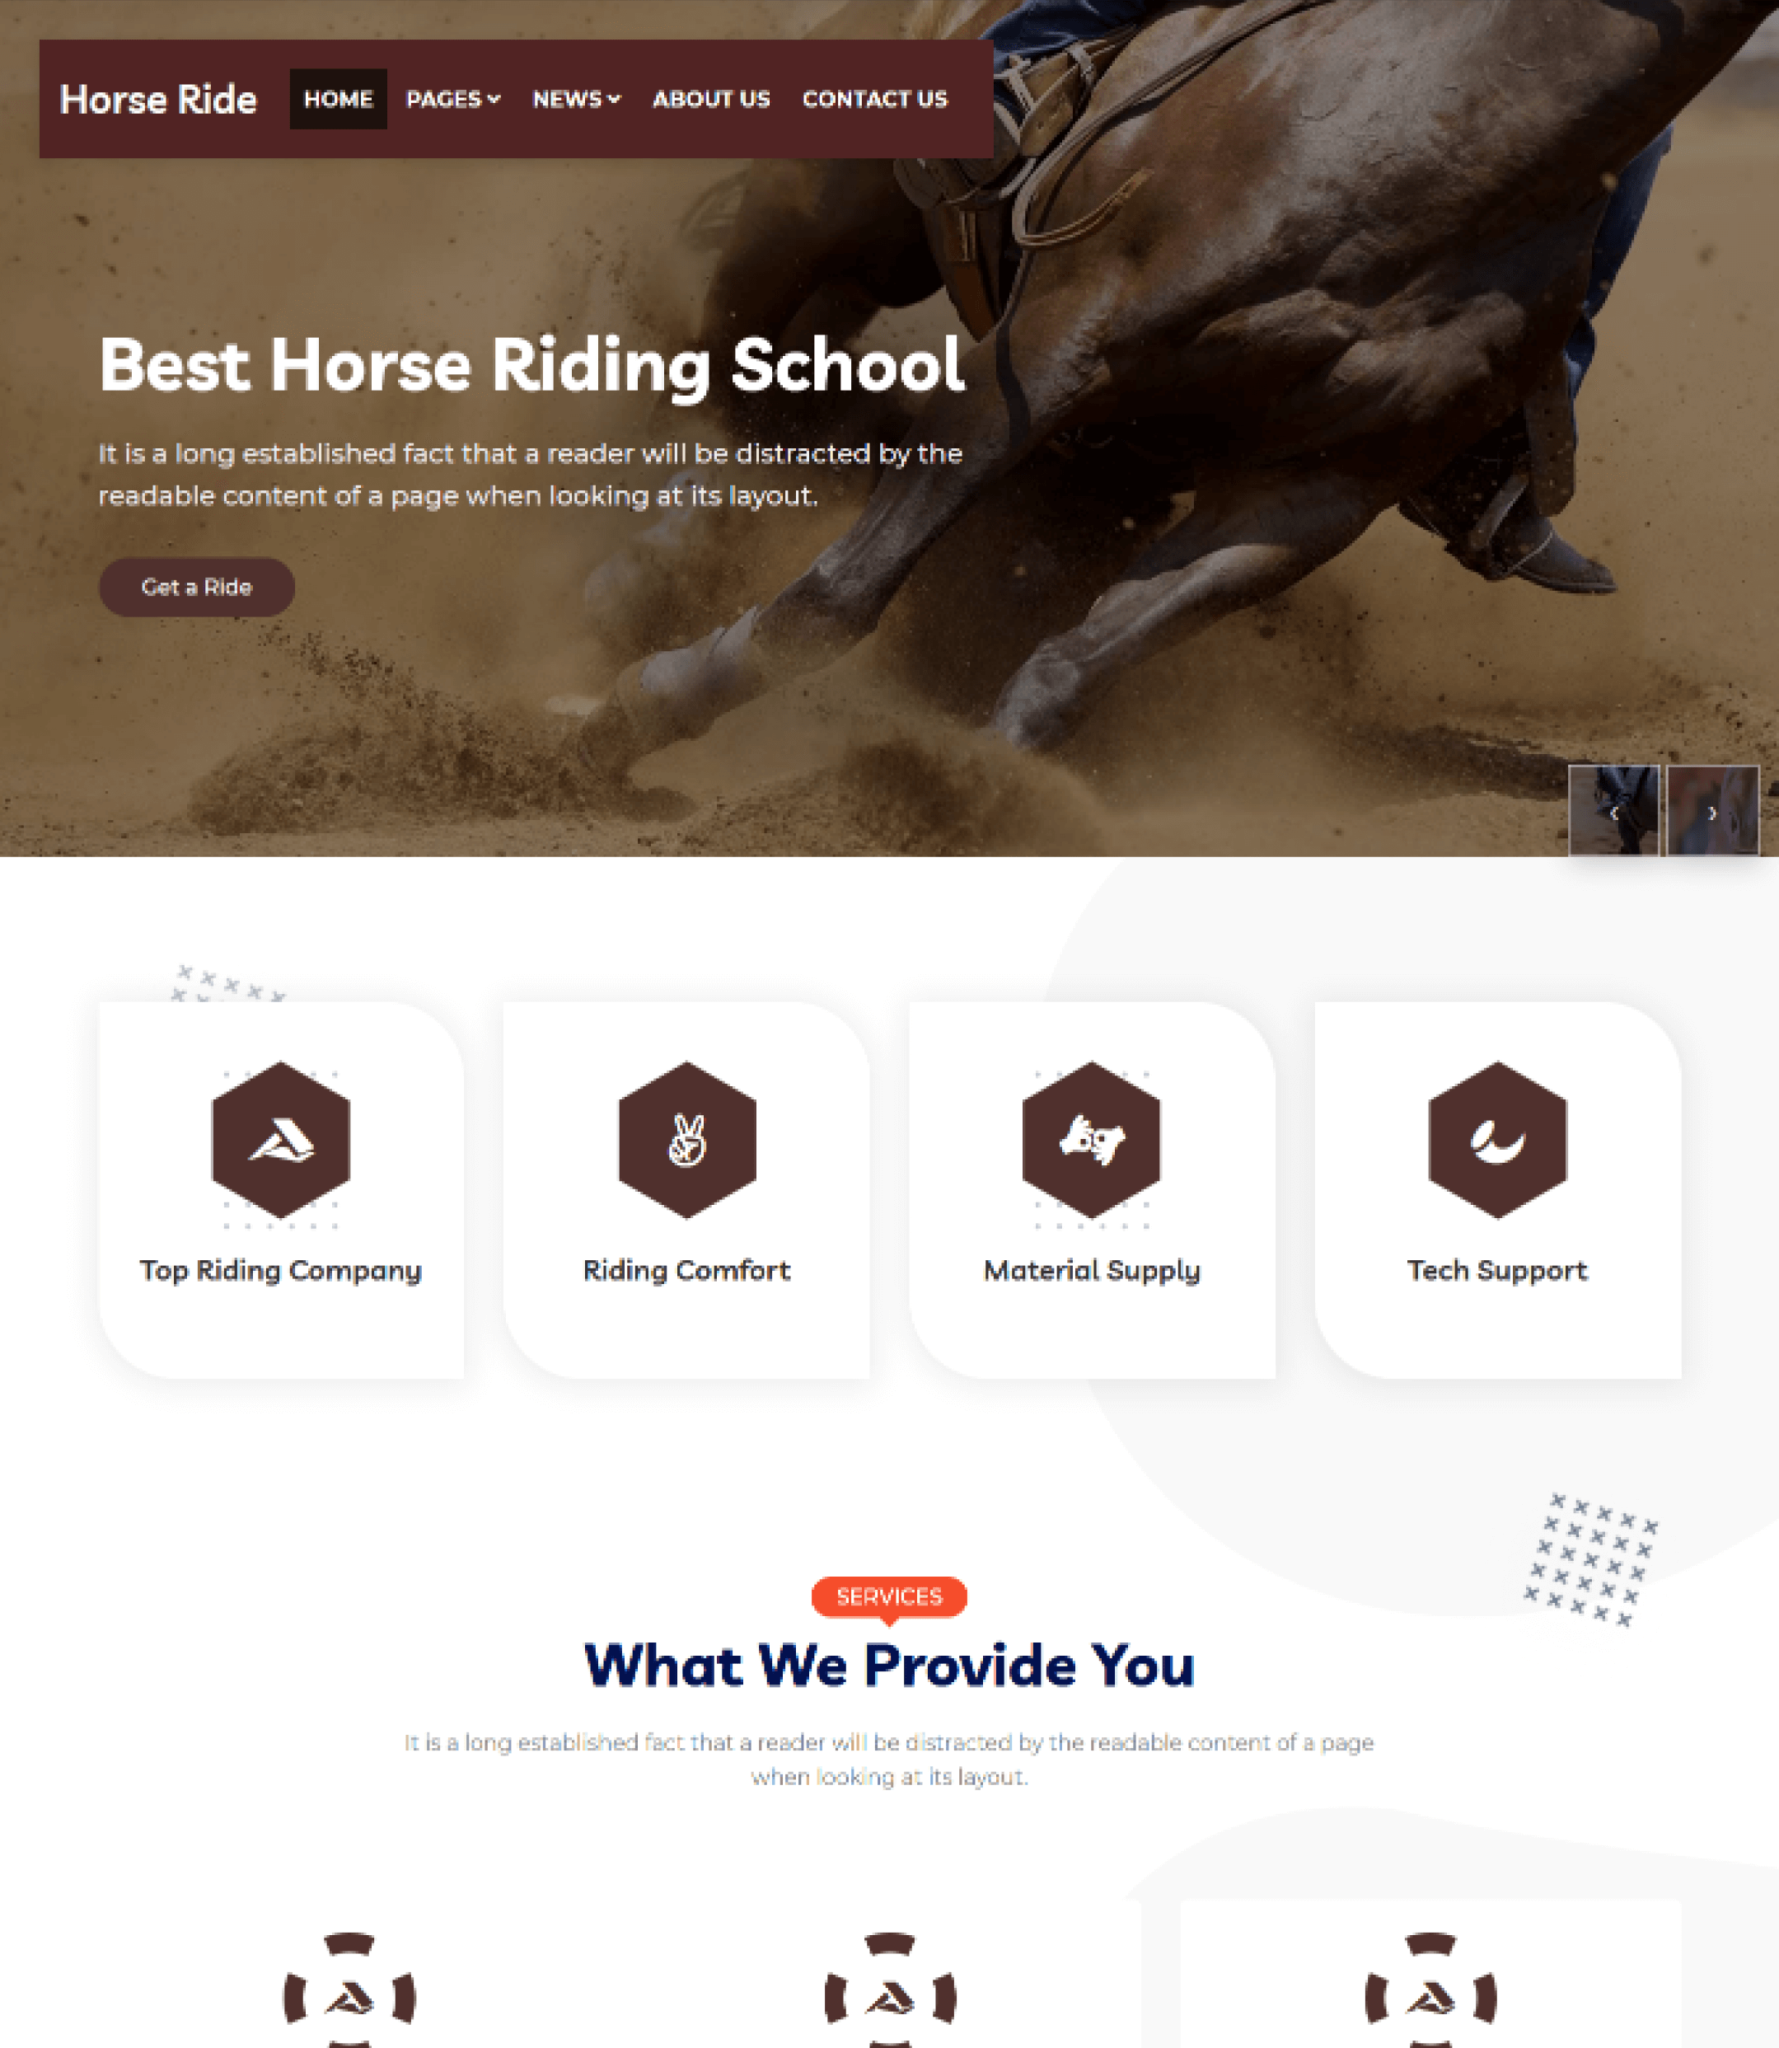 Horse Ride
HOME
PAGES
NEWS
ABOUT US
CONTACT US
Best Horse Riding School
It is a long established fact that a reader will be distracted by the
readable content of a page when looking at its layout.
Get a Ride
Top Riding Company
Riding Comfort
Material Supply
Tech Support
SERVICES
What We Provide You
It is a long established fact that a reader will be distracted by the readable content of a page
when looking at its layout.